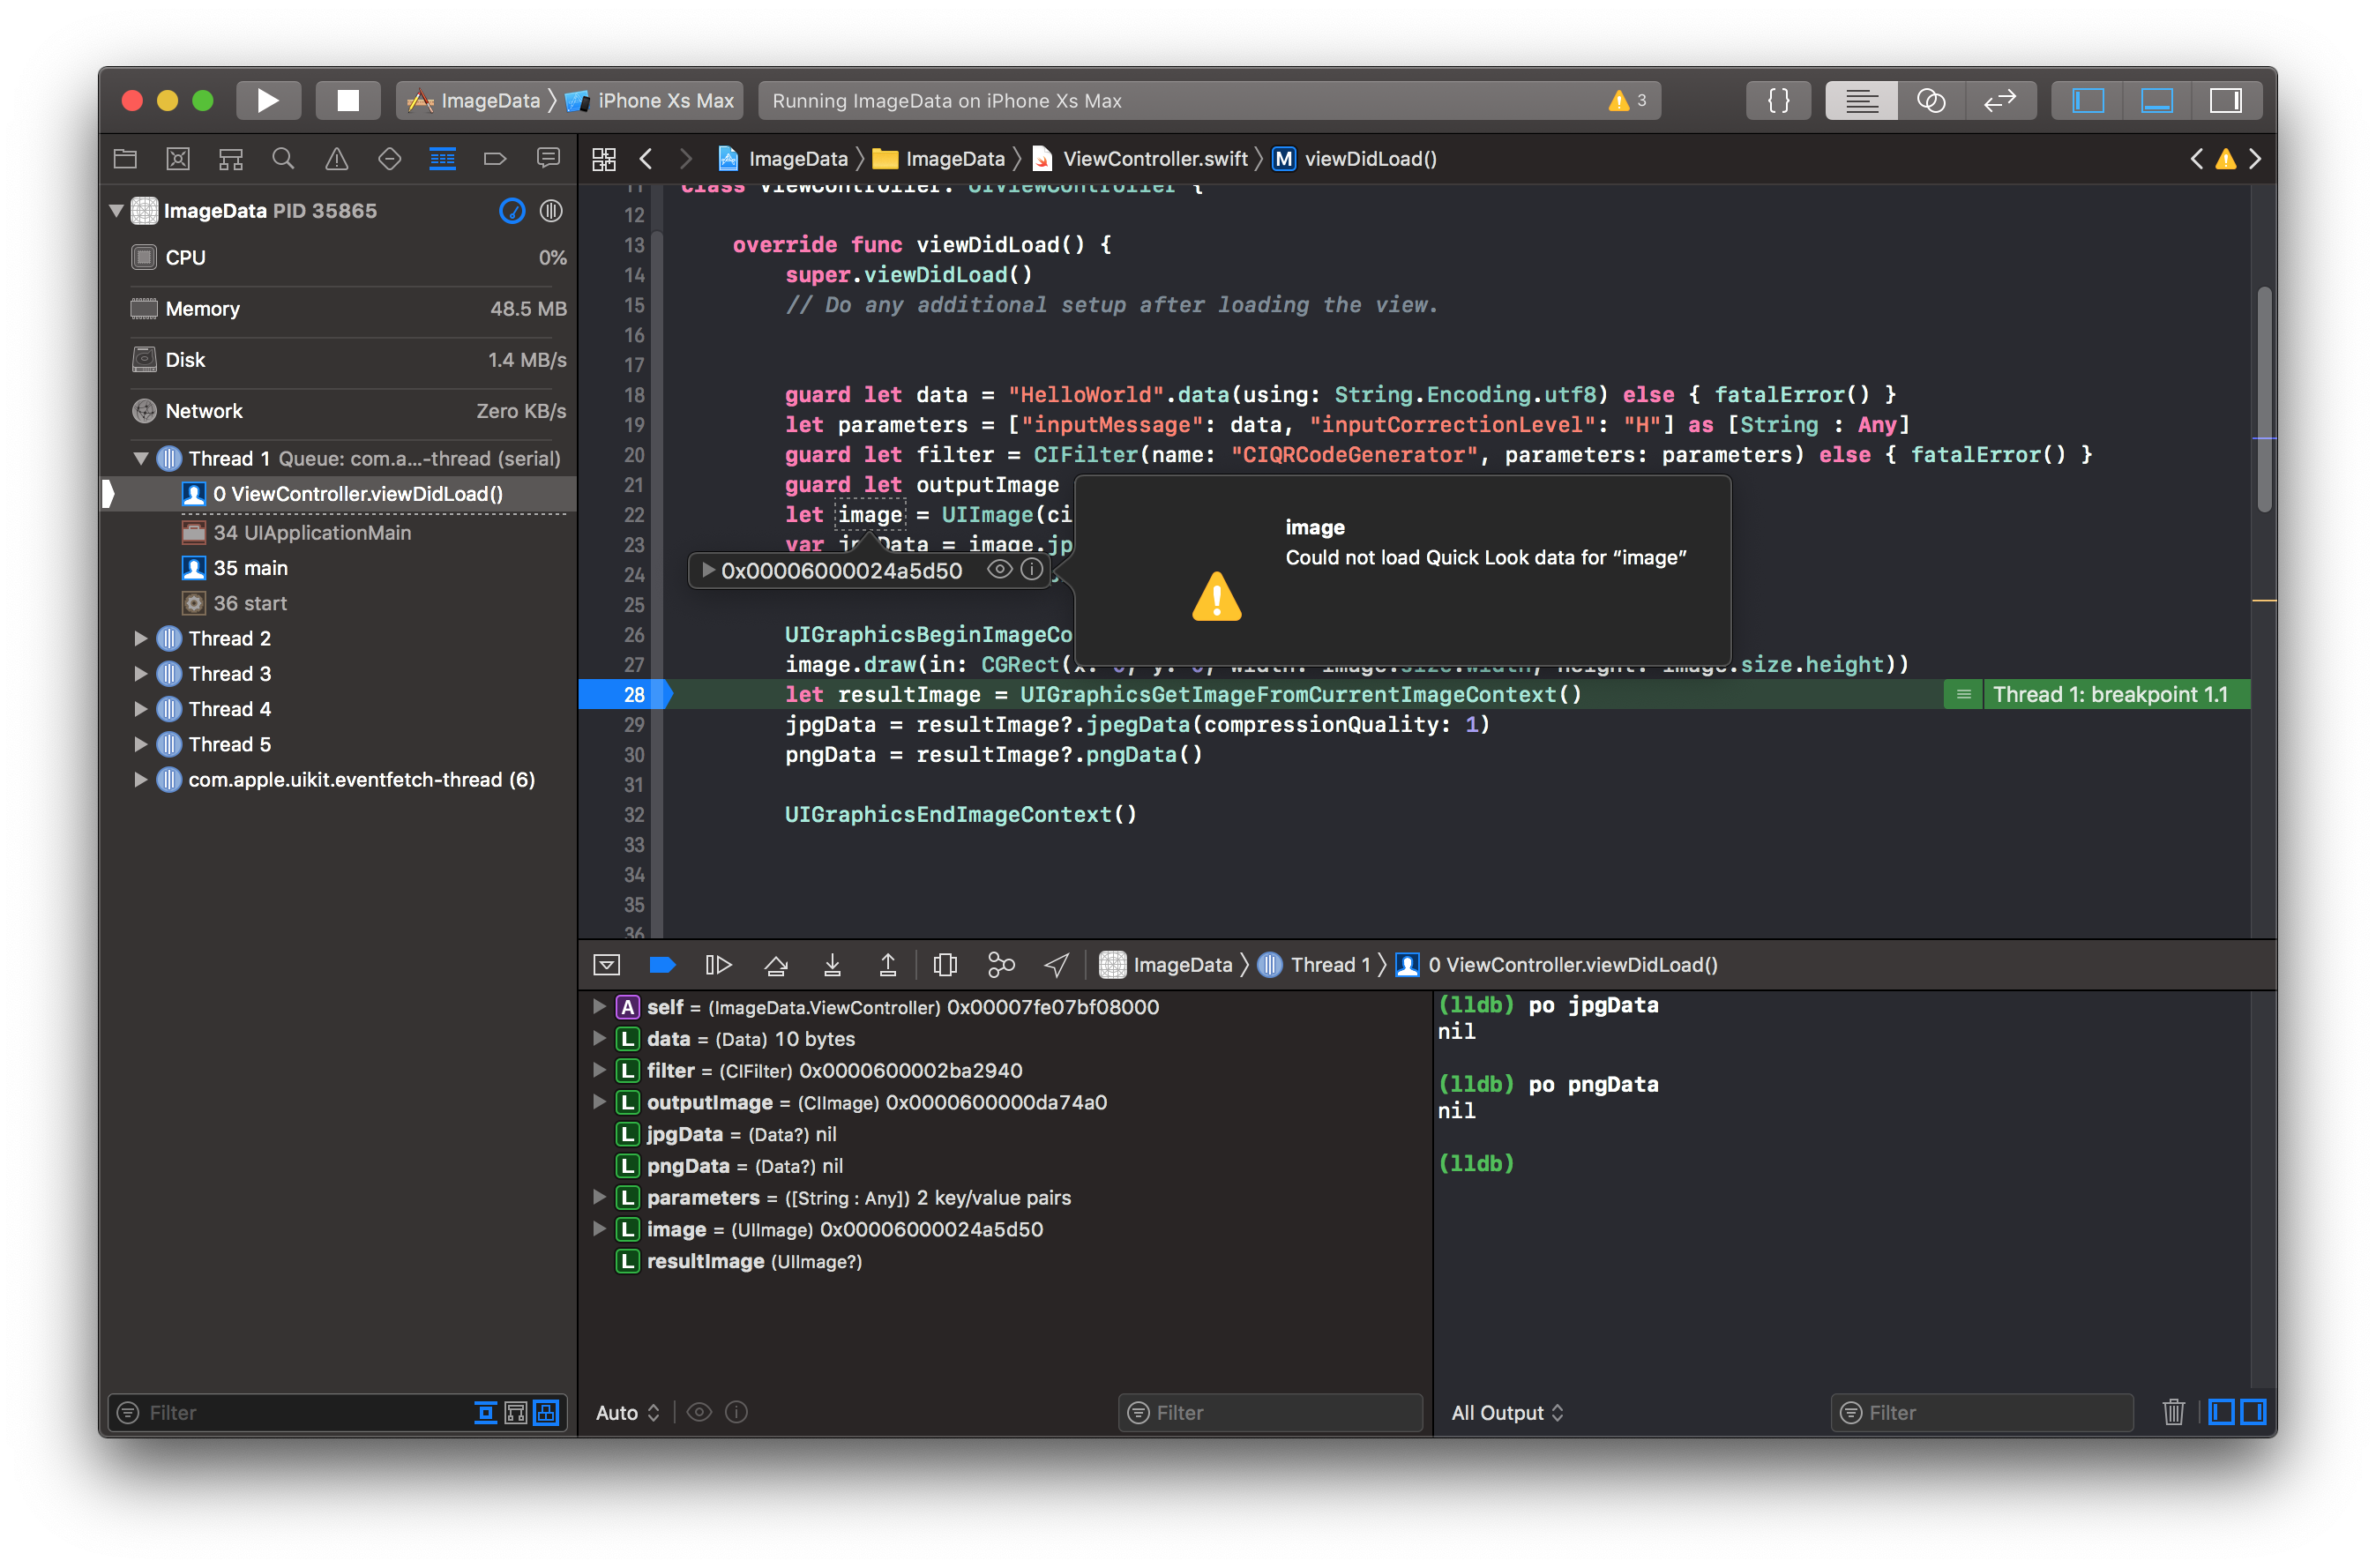 ImageData 〉 iPhone Xs Max
Running ImageData on iPhone Xs Max
3
{ }
ImageData 〉 ImageData 〉 ViewController.swift 〉 M viewDidLoad()
ImageData PID 35865
CPU 0%
Memory 48.5 MB
Disk 1.4 MB/s
Network Zero KB/s
Thread 1 Queue: com.a...-thread (serial)
0 ViewController.viewDidLoad()
34 UIApplicationMain
35 main
36 start
Thread 2
Thread 3
Thread 4
Thread 5
com.apple.uikit.eventfetch-thread (6)
Filter
11 class ViewController: UIViewController {
12
13 override func viewDidLoad() {
14 super.viewDidLoad()
15 // Do any additional setup after loading the view.
16
17
18 guard let data = "HelloWorld".data(using: String.Encoding.utf8) else { fatalError() }
19 let parameters = ["inputMessage": data, "inputCorrectionLevel": "H"] as [String : Any]
20 guard let filter = CIFilter(name: "CIQRCodeGenerator", parameters: parameters) else { fatalError() }
21 guard let outputImage
22 let image = UIImage(ci
23 var jpgData = image.jp
24
25
26 UIGraphicsBeginImageCo
27 image.draw(in: CGRect(x: 0, y: 0, width: image.size.width, height: image.size.height))
28 let resultImage = UIGraphicsGetImageFromCurrentImageContext() Thread 1: breakpoint 1.1
29 jpgData = resultImage?.jpegData(compressionQuality: 1)
30 pngData = resultImage?.pngData()
31
32 UIGraphicsEndImageContext()
33
34
35
36
0x00006000024a5d50
image
Could not load Quick Look data for “image”
ImageData 〉 Thread 1 〉 0 ViewController.viewDidLoad()
A self = (ImageData.ViewController) 0x00007fe07bf08000
L data = (Data) 10 bytes
L filter = (CIFilter) 0x0000600002ba2940
L outputImage = (CIImage) 0x0000600000da74a0
L jpgData = (Data?) nil
L pngData = (Data?) nil
L parameters = ([String : Any]) 2 key/value pairs
L image = (UIImage) 0x00006000024a5d50
L resultImage (UIImage?)
Auto
Filter
(lldb) po jpgData
nil
(lldb) po pngData
nil
(lldb)
All Output
Filter